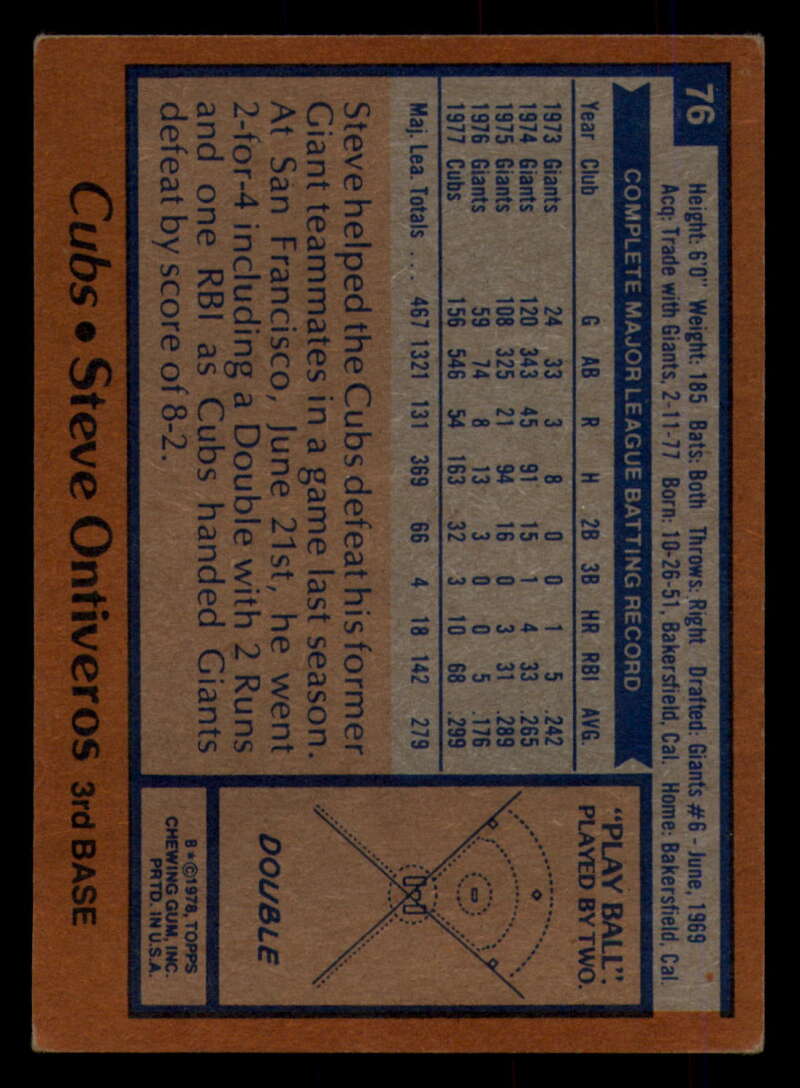 76
Height: 6'0" Weight: 185 Bats: Both Throws: Right Drafted: Giants #6 - June, 1969
Acq: Trade with Giants, 2-11-77 Born: 10-26-51, Bakersfield, Cal. Home: Bakersfield, Cal.
COMPLETE MAJOR LEAGUE BATTING RECORD
Year Club G AB R H 2B 3B HR RBI AVG.
1973 Giants 24 33 3 8 0 0 1 5 .242
1974 Giants 120 343 45 91 15 1 4 33 .265
1975 Giants 108 325 21 94 16 0 3 31 .289
1976 Giants 59 74 8 13 3 0 0 5 .176
1977 Cubs 156 546 54 163 32 3 10 68 .299
Maj. Lea. Totals .... 467 1321 131 369 66 4 18 142 .279
Steve helped the Cubs defeat his former
Giant teammates in a game last season.
At San Francisco, June 21st, he went
2-for-4 including a Double with 2 Runs
and one RBI as Cubs handed Giants
defeat by score of 8-2.
"PLAY BALL":
PLAYED BY TWO.
DOUBLE
B*©1978, TOPPS
CHEWING GUM, INC.
PRTD. IN U.S.A.
Cubs • Steve Ontiveros 3rd BASE